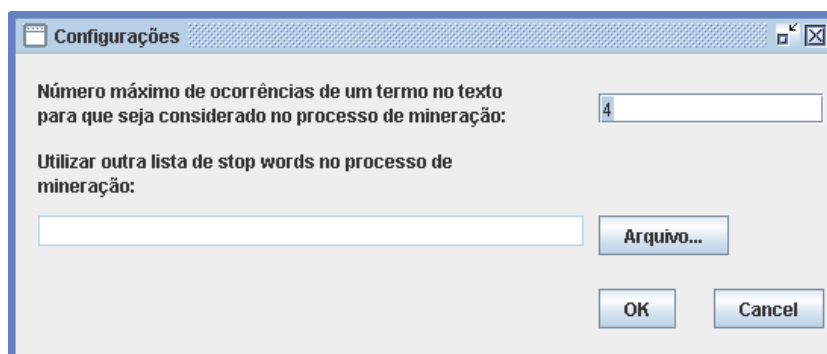 Configurações
Número máximo de ocorrências de um termo no texto
para que seja considerado no processo de mineração:
4
Utilizar outra lista de stop words no processo de
mineração:
Arquivo...
OK
Cancel